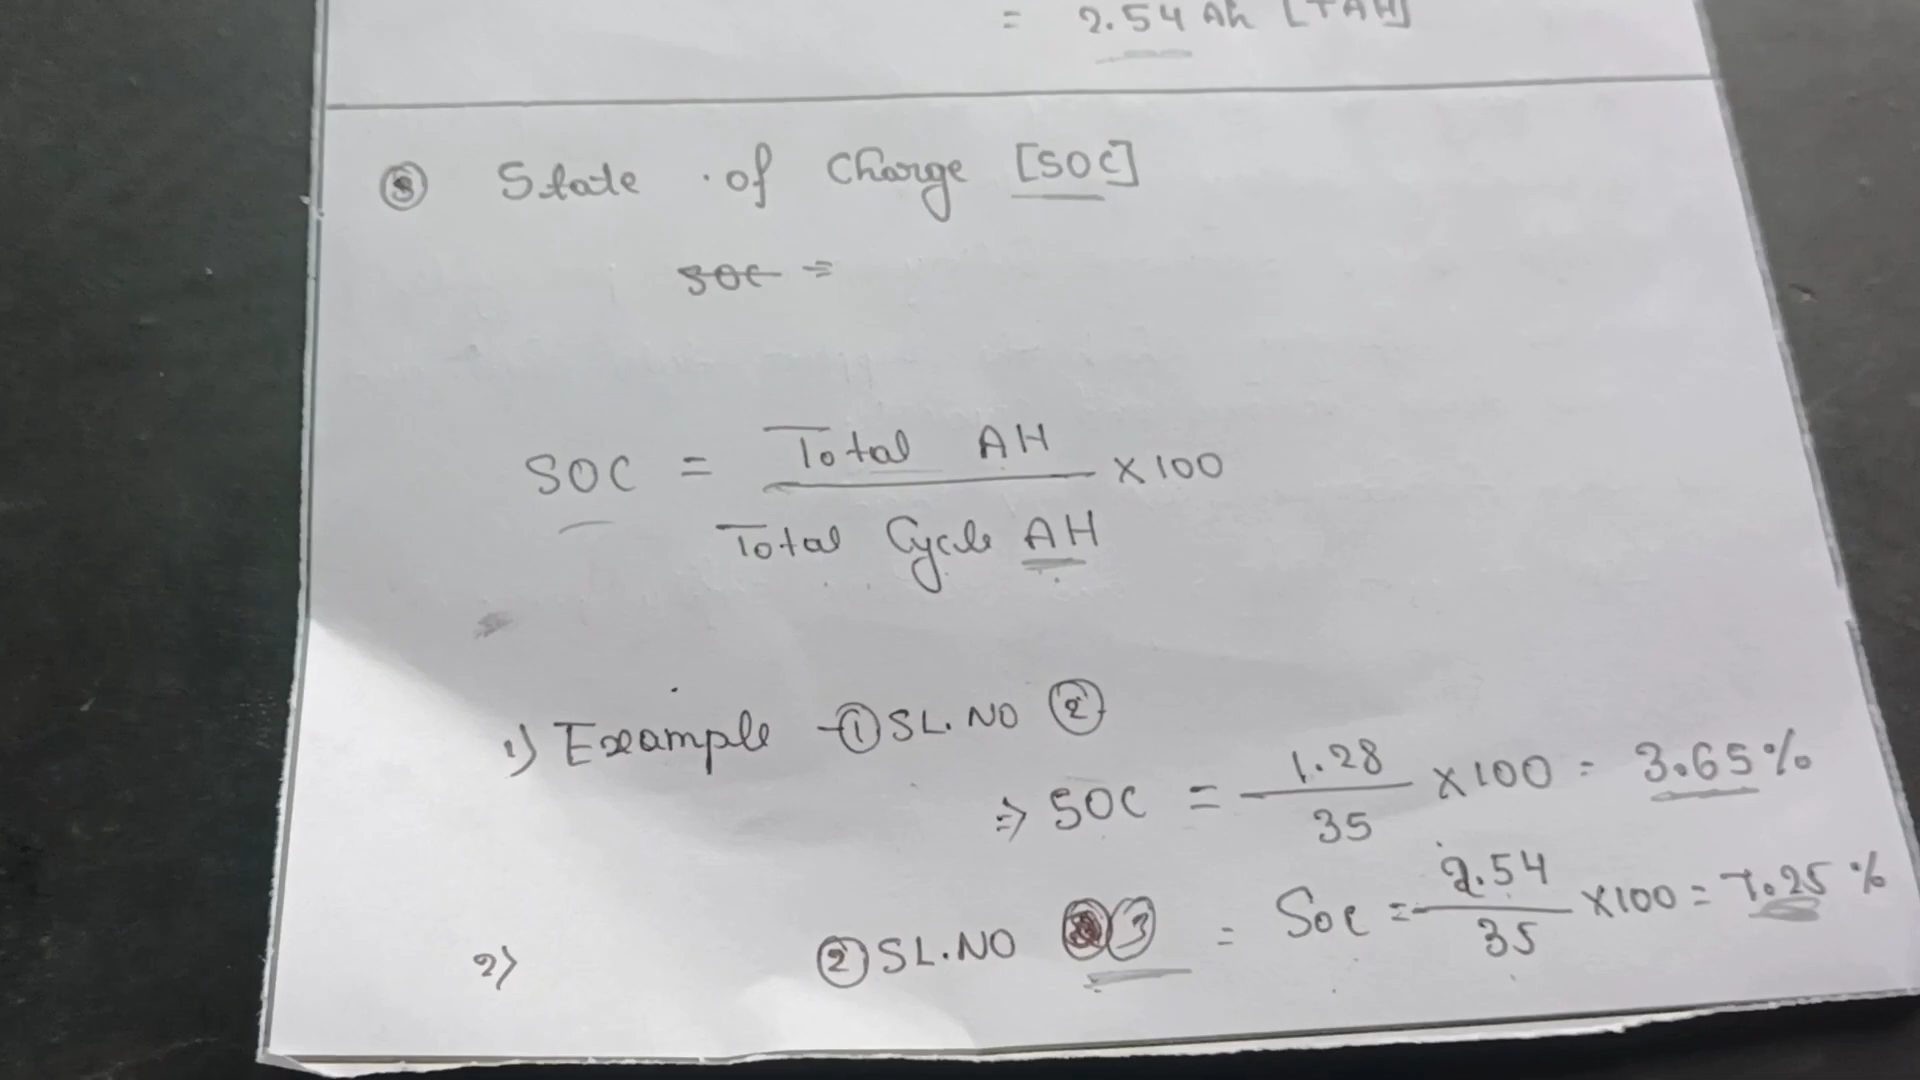 = 2.54 Ah [TAH]
③ State of Charge [SOC]
SOC =
SOC = Total AH / Total Cycle AH × 100
1) Example - ① SL.NO ②
⇒ SOC = 1.28 / 35 × 100 = 3.65%
2) ② SL.NO ③ = SOC = 2.54 / 35 × 100 = 7.25 %